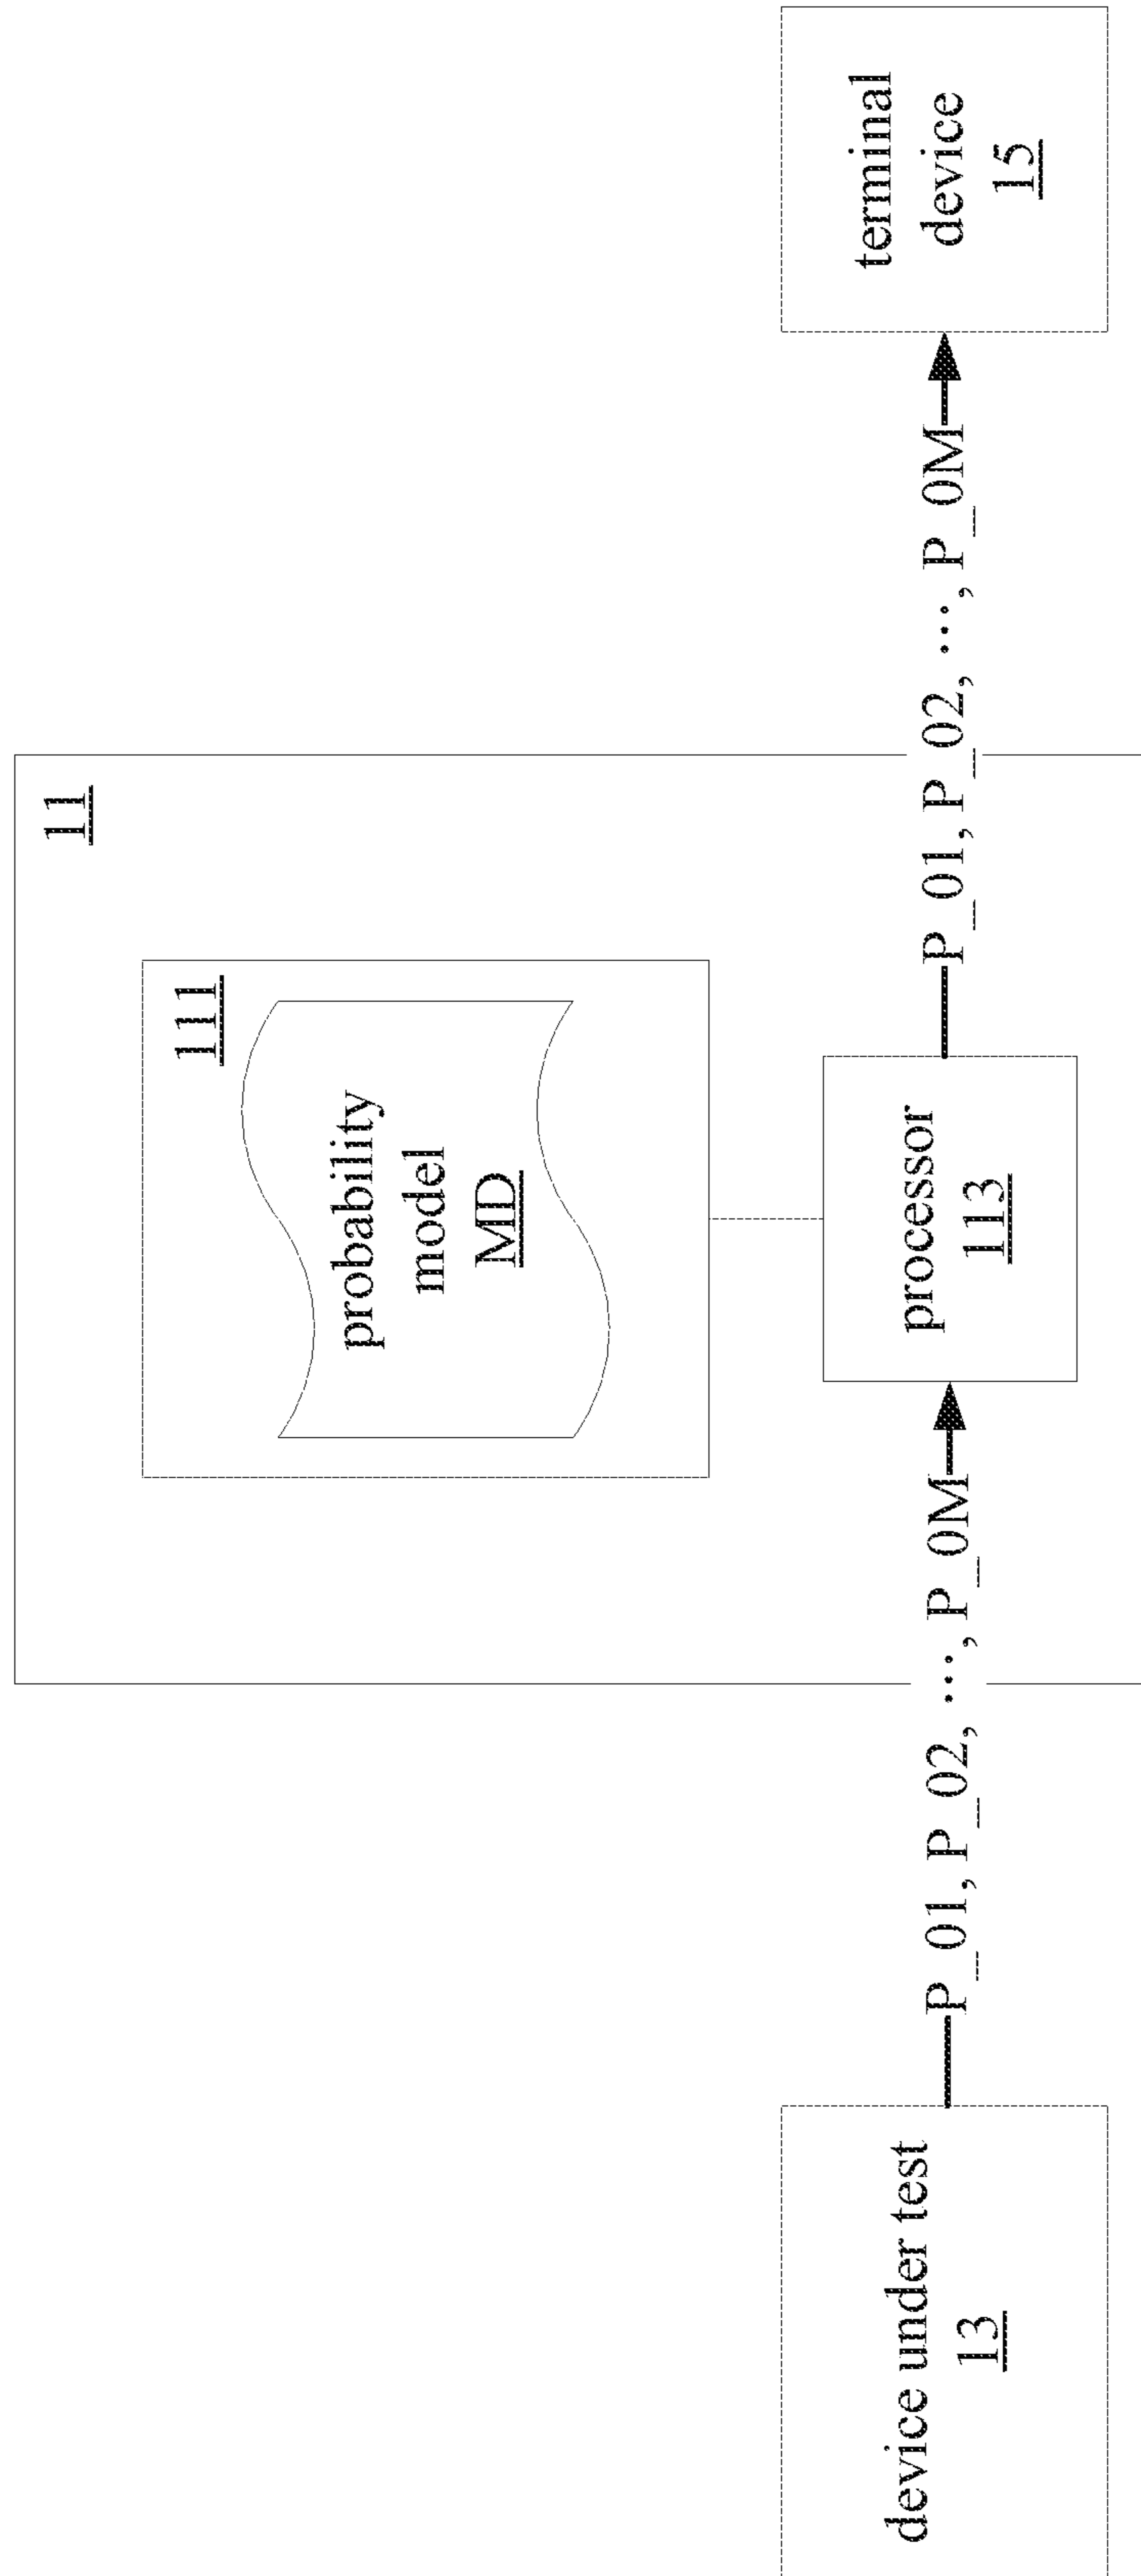 11
111
probability
model
MD
device under test
13
P_01, P_02, ⋯, P_0M
processor
113
P_01, P_02, ⋯, P_0M
terminal
device
15